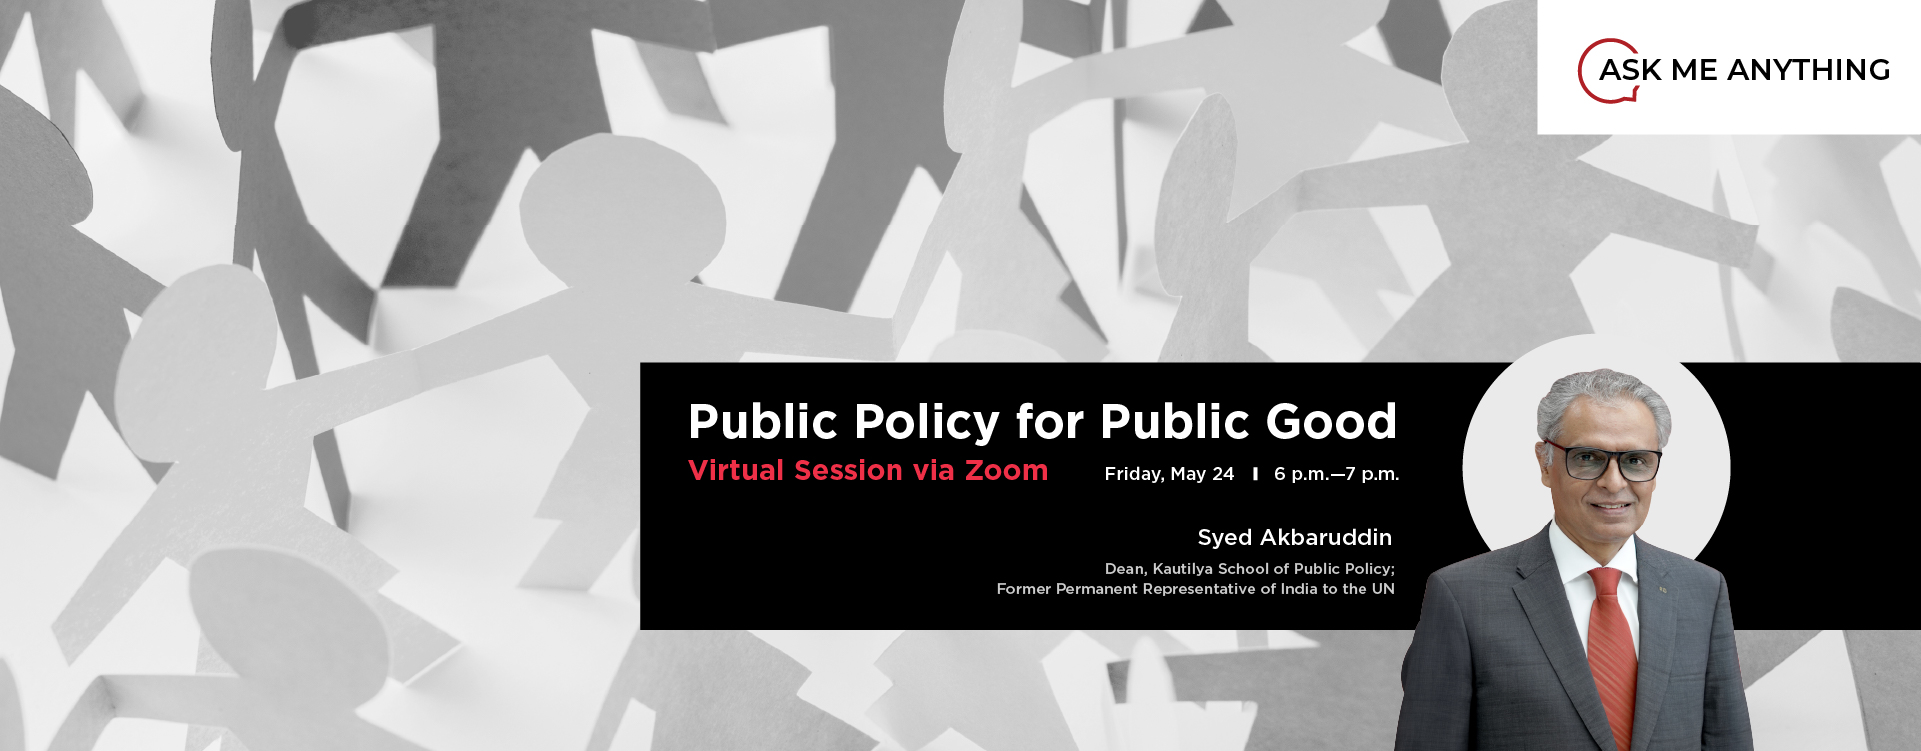 ASK ME ANYTHING
Public Policy for Public Good
Virtual Session via Zoom
Friday, May 24 I 6 p.m.—7 p.m.
Syed Akbaruddin
Dean, Kautilya School of Public Policy;
Former Permanent Representative of India to the UN